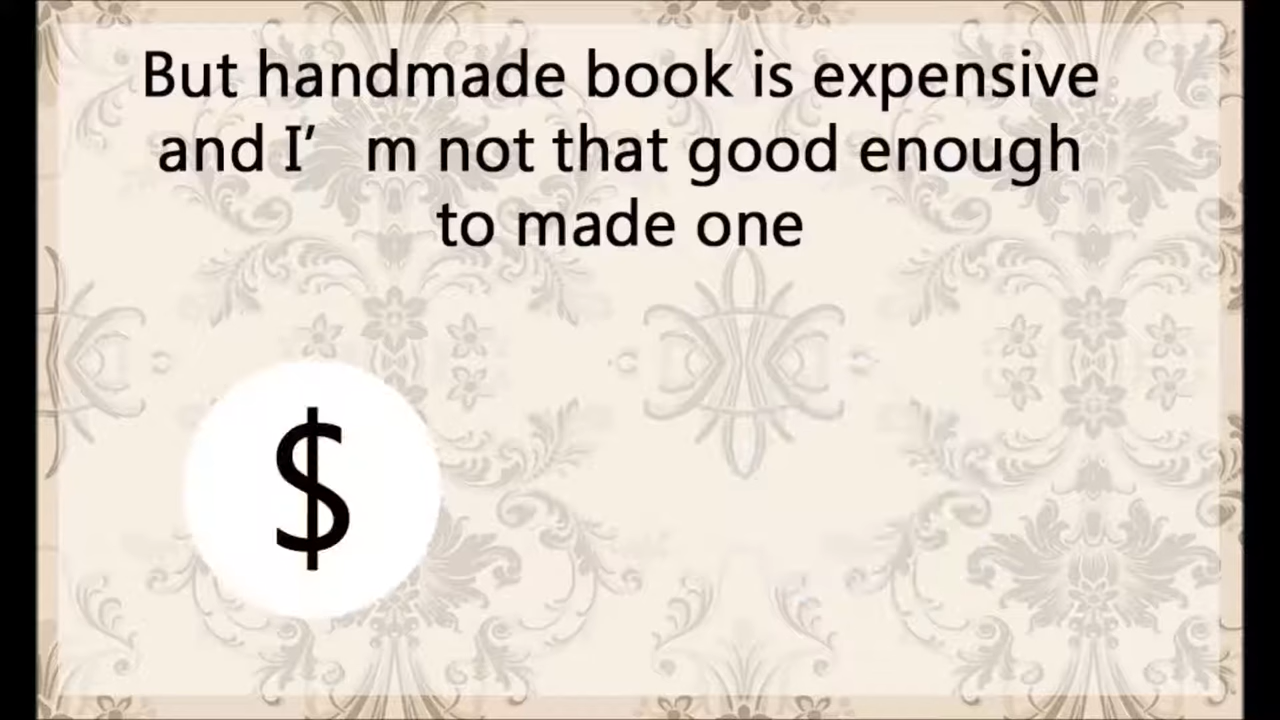 But handmade book is expensive
and I’ m not that good enough
to made one
$